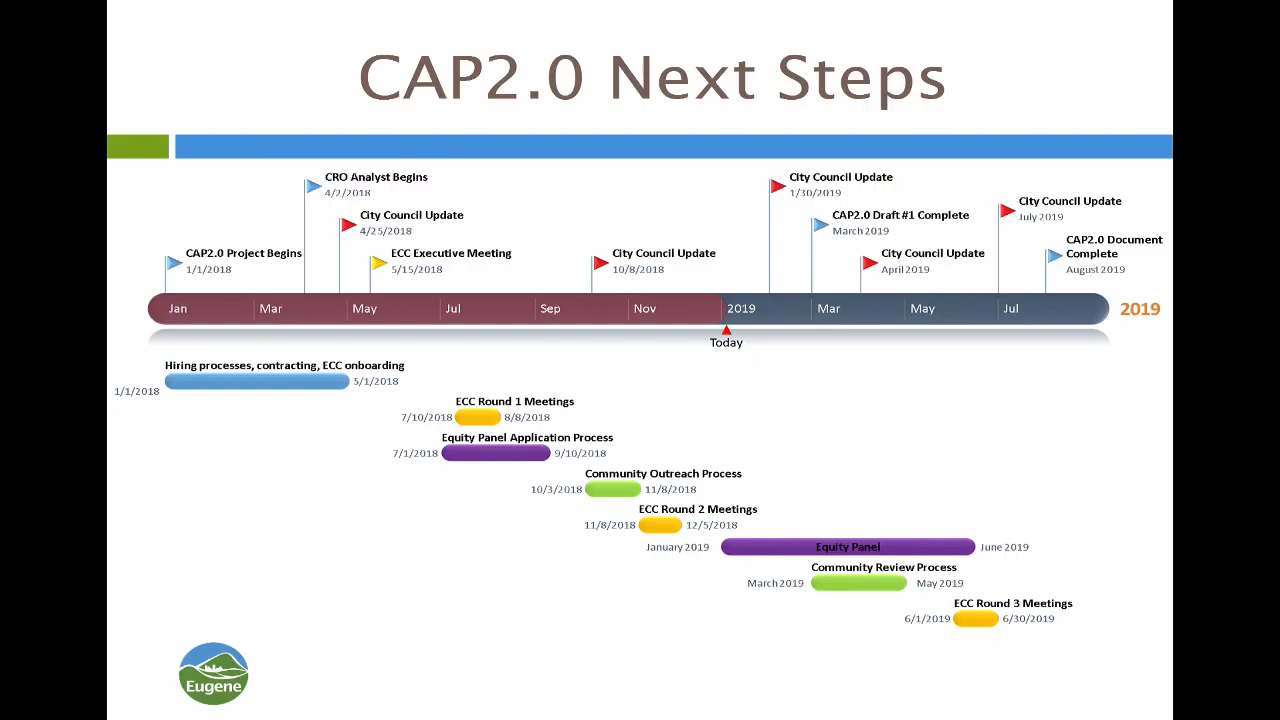 CAP2.0 Next Steps
CRO Analyst Begins
4/2/2018
City Council Update
4/25/2018
CAP2.0 Project Begins
1/1/2018
ECC Executive Meeting
5/15/2018
City Council Update
10/8/2018
City Council Update
1/30/2019
CAP2.0 Draft #1 Complete
March 2019
City Council Update
April 2019
City Council Update
July 2019
CAP2.0 Document
Complete
August 2019
Jan Mar May Jul Sep Nov 2019 Mar May Jul 2019
Today
Hiring processes, contracting, ECC onboarding
1/1/2018 5/1/2018
ECC Round 1 Meetings
7/10/2018 8/8/2018
Equity Panel Application Process
7/1/2018 9/10/2018
Community Outreach Process
10/3/2018 11/8/2018
ECC Round 2 Meetings
11/8/2018 12/5/2018
January 2019 Equity Panel June 2019
Community Review Process
March 2019 May 2019
ECC Round 3 Meetings
6/1/2019 6/30/2019
Eugene